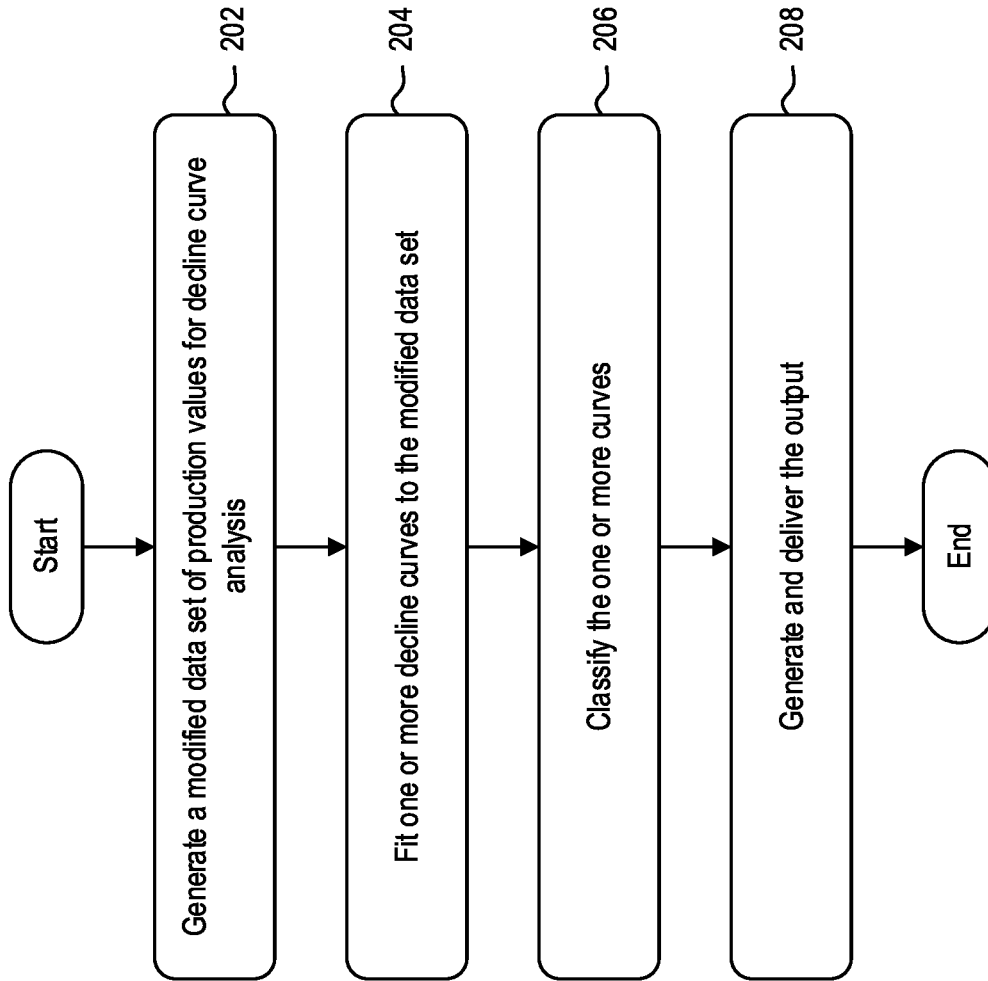 Start
Generate a modified data set of production values for decline curve
analysis
202
Fit one or more decline curves to the modified data set
204
Classify the one or more curves
206
Generate and deliver the output
208
End